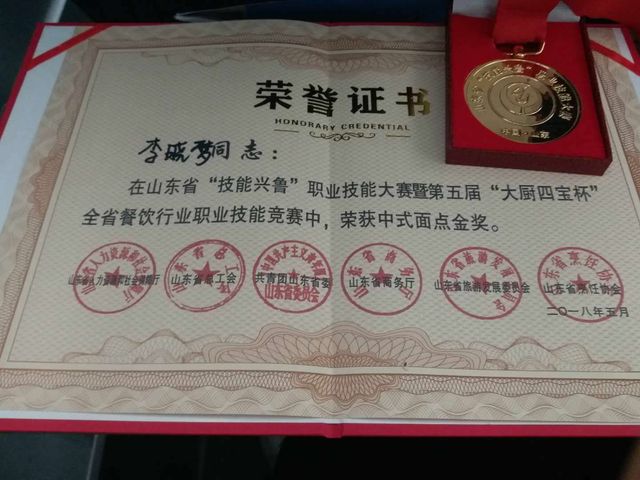 荣誉证书
HONORARY CREDENTIAL
李晓梦同志：
在山东省“技能兴鲁”职业技能大赛暨第五届“大厨四宝杯”
全省餐饮行业职业技能竞赛中，荣获中式面点金奖。
山东省人力资源和社会保障厅 山东省总工会 共青团山东省委 山东省商务厅 山东省旅游发展委员会 山东省烹饪协会
二〇一八年五月